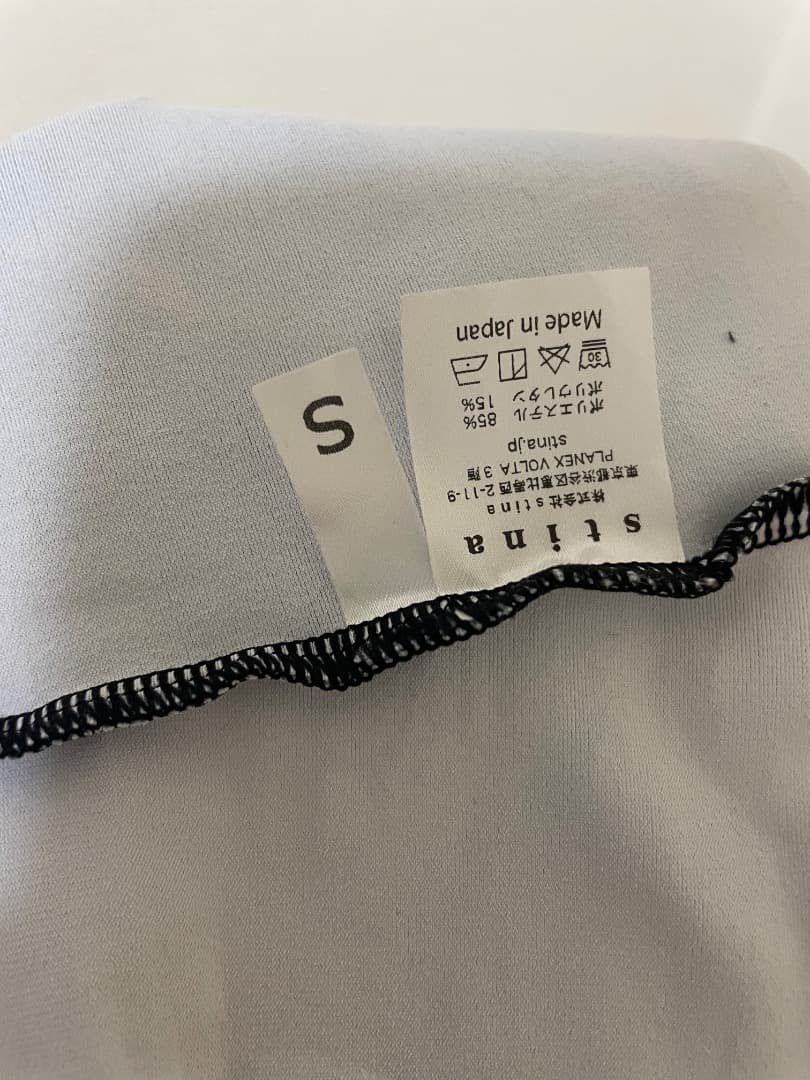 stina
株式会社stina
東京都渋谷区恵比寿西2-11-9
PLANEX VOLTA 3階
stina.jp
ポリエステル 85%
ポリウレタン 15%
30
Made in Japan
S